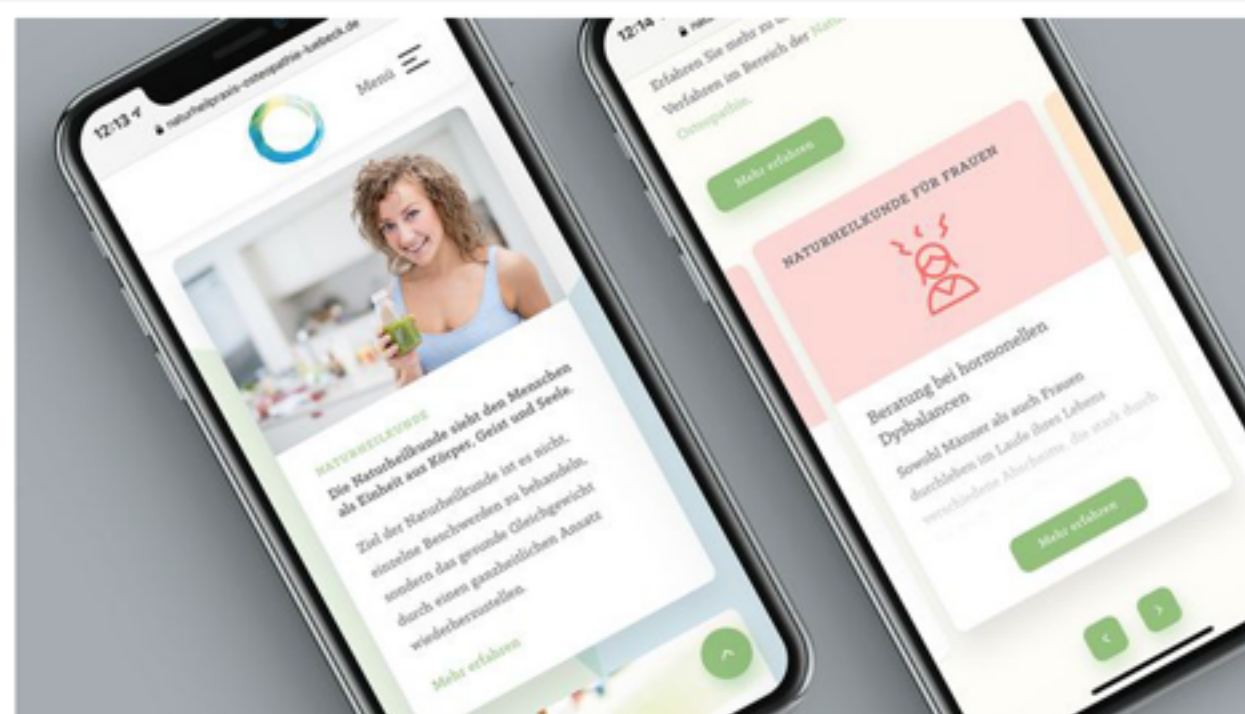 12:13
naturheilpraxis-osteopathie-luebeck.de
Menü
NATURHEILKUNDE
Die Naturheilkunde sieht den Menschen
als Einheit aus Körper, Geist und Seele.
Ziel der Naturheilkunde ist es nicht,
einzelne Beschwerden zu behandeln,
sondern das gesunde Gleichgewicht
durch einen ganzheitlichen Ansatz
wiederherzustellen.
Mehr erfahren
12:14
Erfahren Sie mehr zu
Verfahren im Bereich der
Osteopathie.
Mehr erfahren
NATURHEILKUNDE FÜR FRAUEN
Beratung bei hormonellen
Dysbalancen
Sowohl Männer als auch Frauen
durchleben im Laufe ihres Lebens
verschiedene Abschnitte, die stark durch
Mehr erfahren